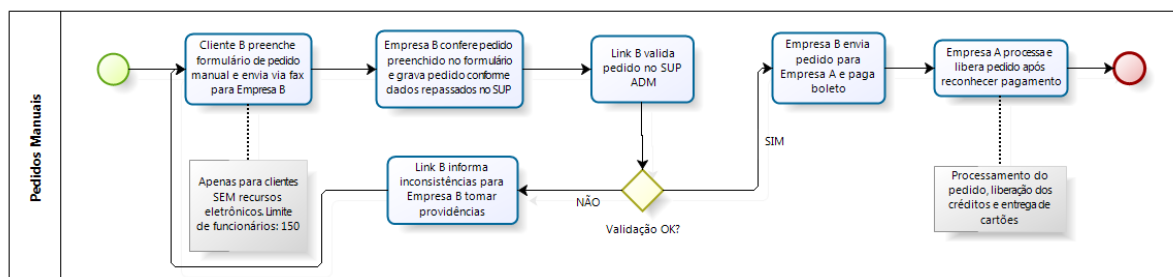 Pedidos Manuais
Cliente B preenche
formulário de pedido
manual e envia via fax
para Empresa B
Empresa B confere pedido
preenchido no formulário
e grava pedido conforme
dados repassados no SUP
Link B valida
pedido no SUP
ADM
Empresa B envia
pedido para
Empresa A e paga
boleto
Empresa A processa e
libera pedido após
reconhecer pagamento
SIM
Apenas para clientes
SEM recursos
eletrônicos. Limite
de funcionários: 150
Link B informa
inconsistências para
Empresa B tomar
providências
NÃO
Validação OK?
Processamento do
pedido, liberação dos
créditos e entrega de
cartões